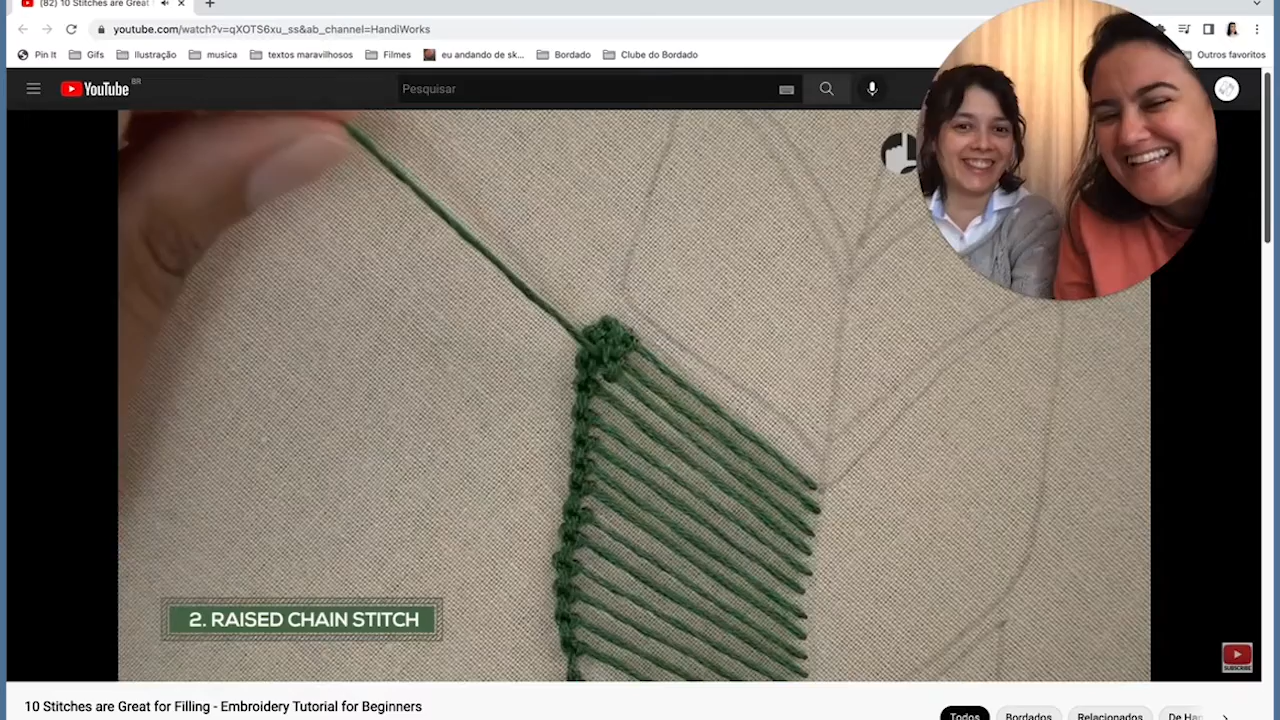 (82) 10 Stitches are Great
youtube.com/watch?v=qXOTS6xu_ss&ab_channel=HandiWorks
Pin It Gifs Ilustração musica textos maravilhosos Filmes eu andando de sk... Bordado Clube do Bordado Outros favoritos
YouTube BR Pesquisar
2. RAISED CHAIN STITCH
SUBSCRIBE
10 Stitches are Great for Filling - Embroidery Tutorial for Beginners
Todos Bordados Relacionados De Han